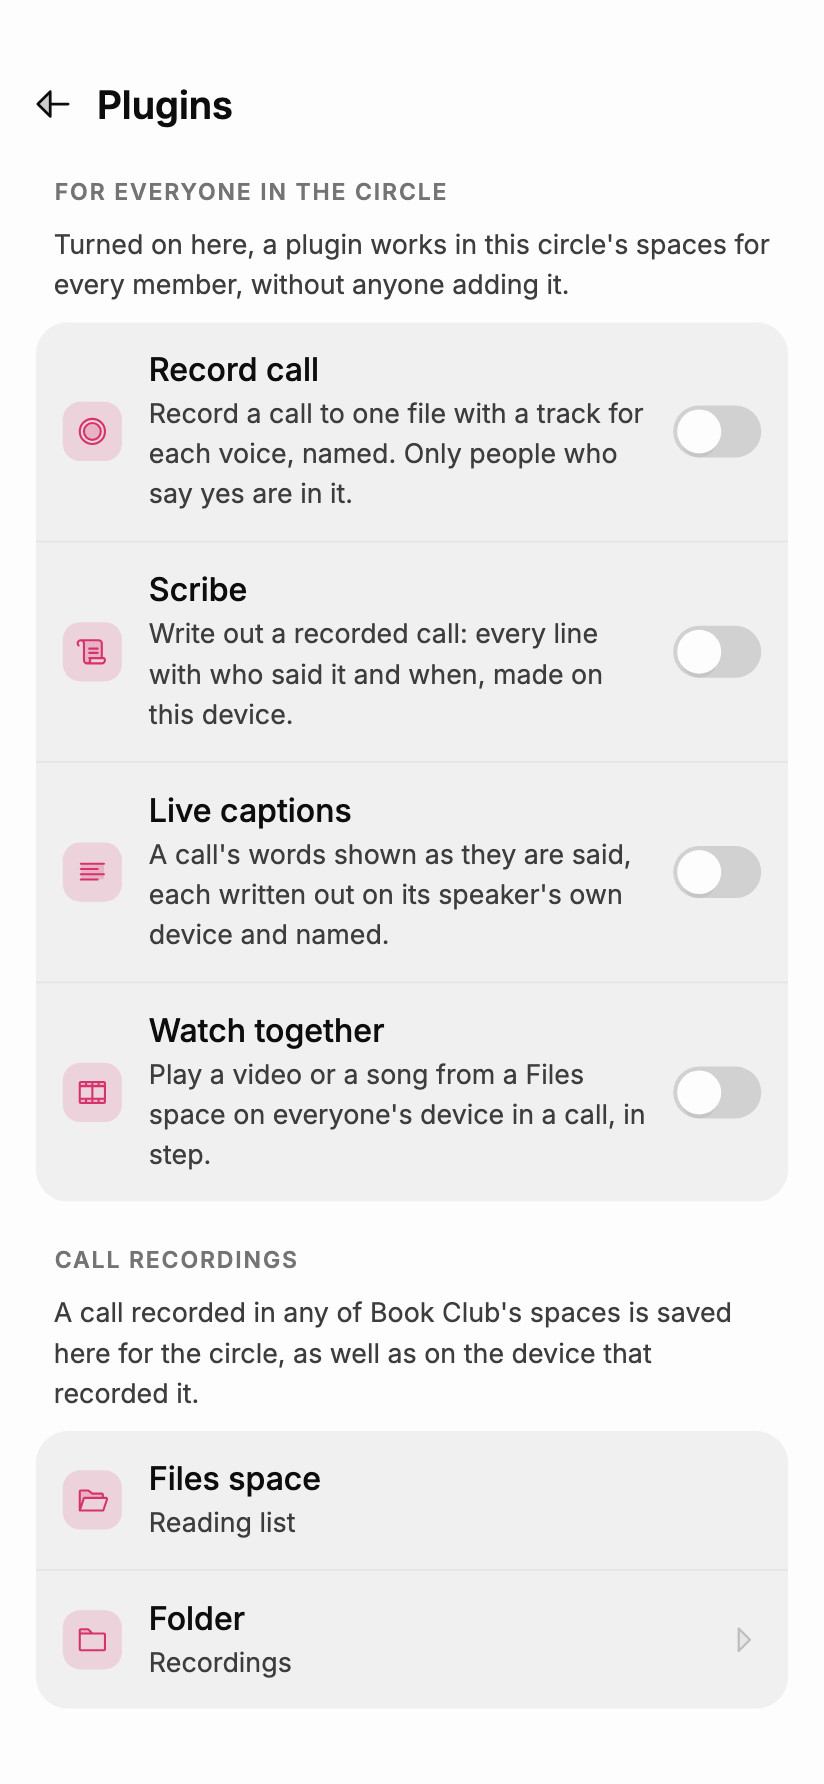 Plugins
FOR EVERYONE IN THE CIRCLE
Turned on here, a plugin works in this circle's spaces for
every member, without anyone adding it.
Record call
Record a call to one file with a track for
each voice, named. Only people who
say yes are in it.
Scribe
Write out a recorded call: every line
with who said it and when, made on
this device.
Live captions
A call's words shown as they are said,
each written out on its speaker's own
device and named.
Watch together
Play a video or a song from a Files
space on everyone's device in a call, in
step.
CALL RECORDINGS
A call recorded in any of Book Club's spaces is saved
here for the circle, as well as on the device that
recorded it.
Files space
Reading list
Folder
Recordings